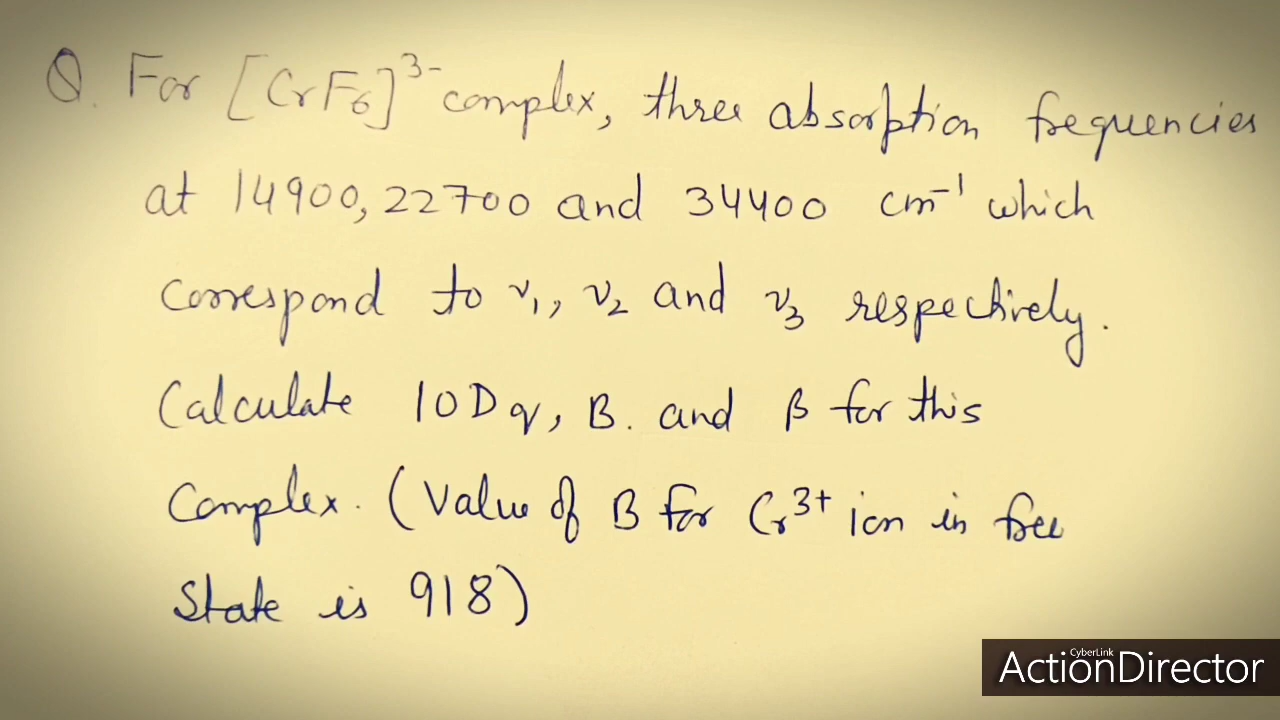 Q. For [CrF6]3- complex, three absorption frequencies
at 14900, 22700 and 34400 cm-1 which
correspond to ν1, ν2 and ν3 respectively.
Calculate 10Dq, B. and β for this
Complex. (Value of B for Cr3+ ion in free
State is 918)
CyberLink
ActionDirector